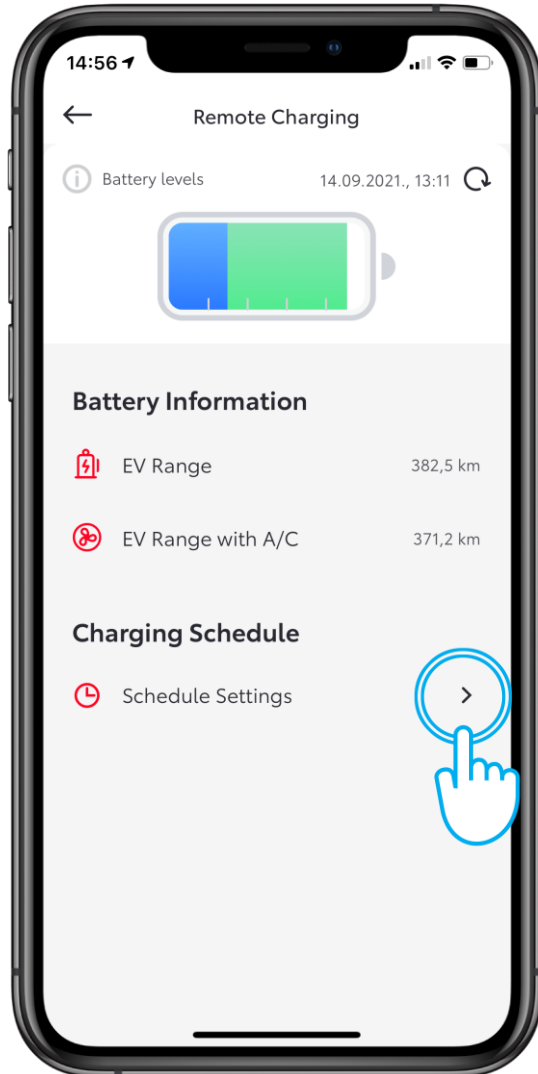 14:56
Remote Charging
Battery levels 14.09.2021., 13:11
Battery Information
EV Range 382,5 km
EV Range with A/C 371,2 km
Charging Schedule
Schedule Settings